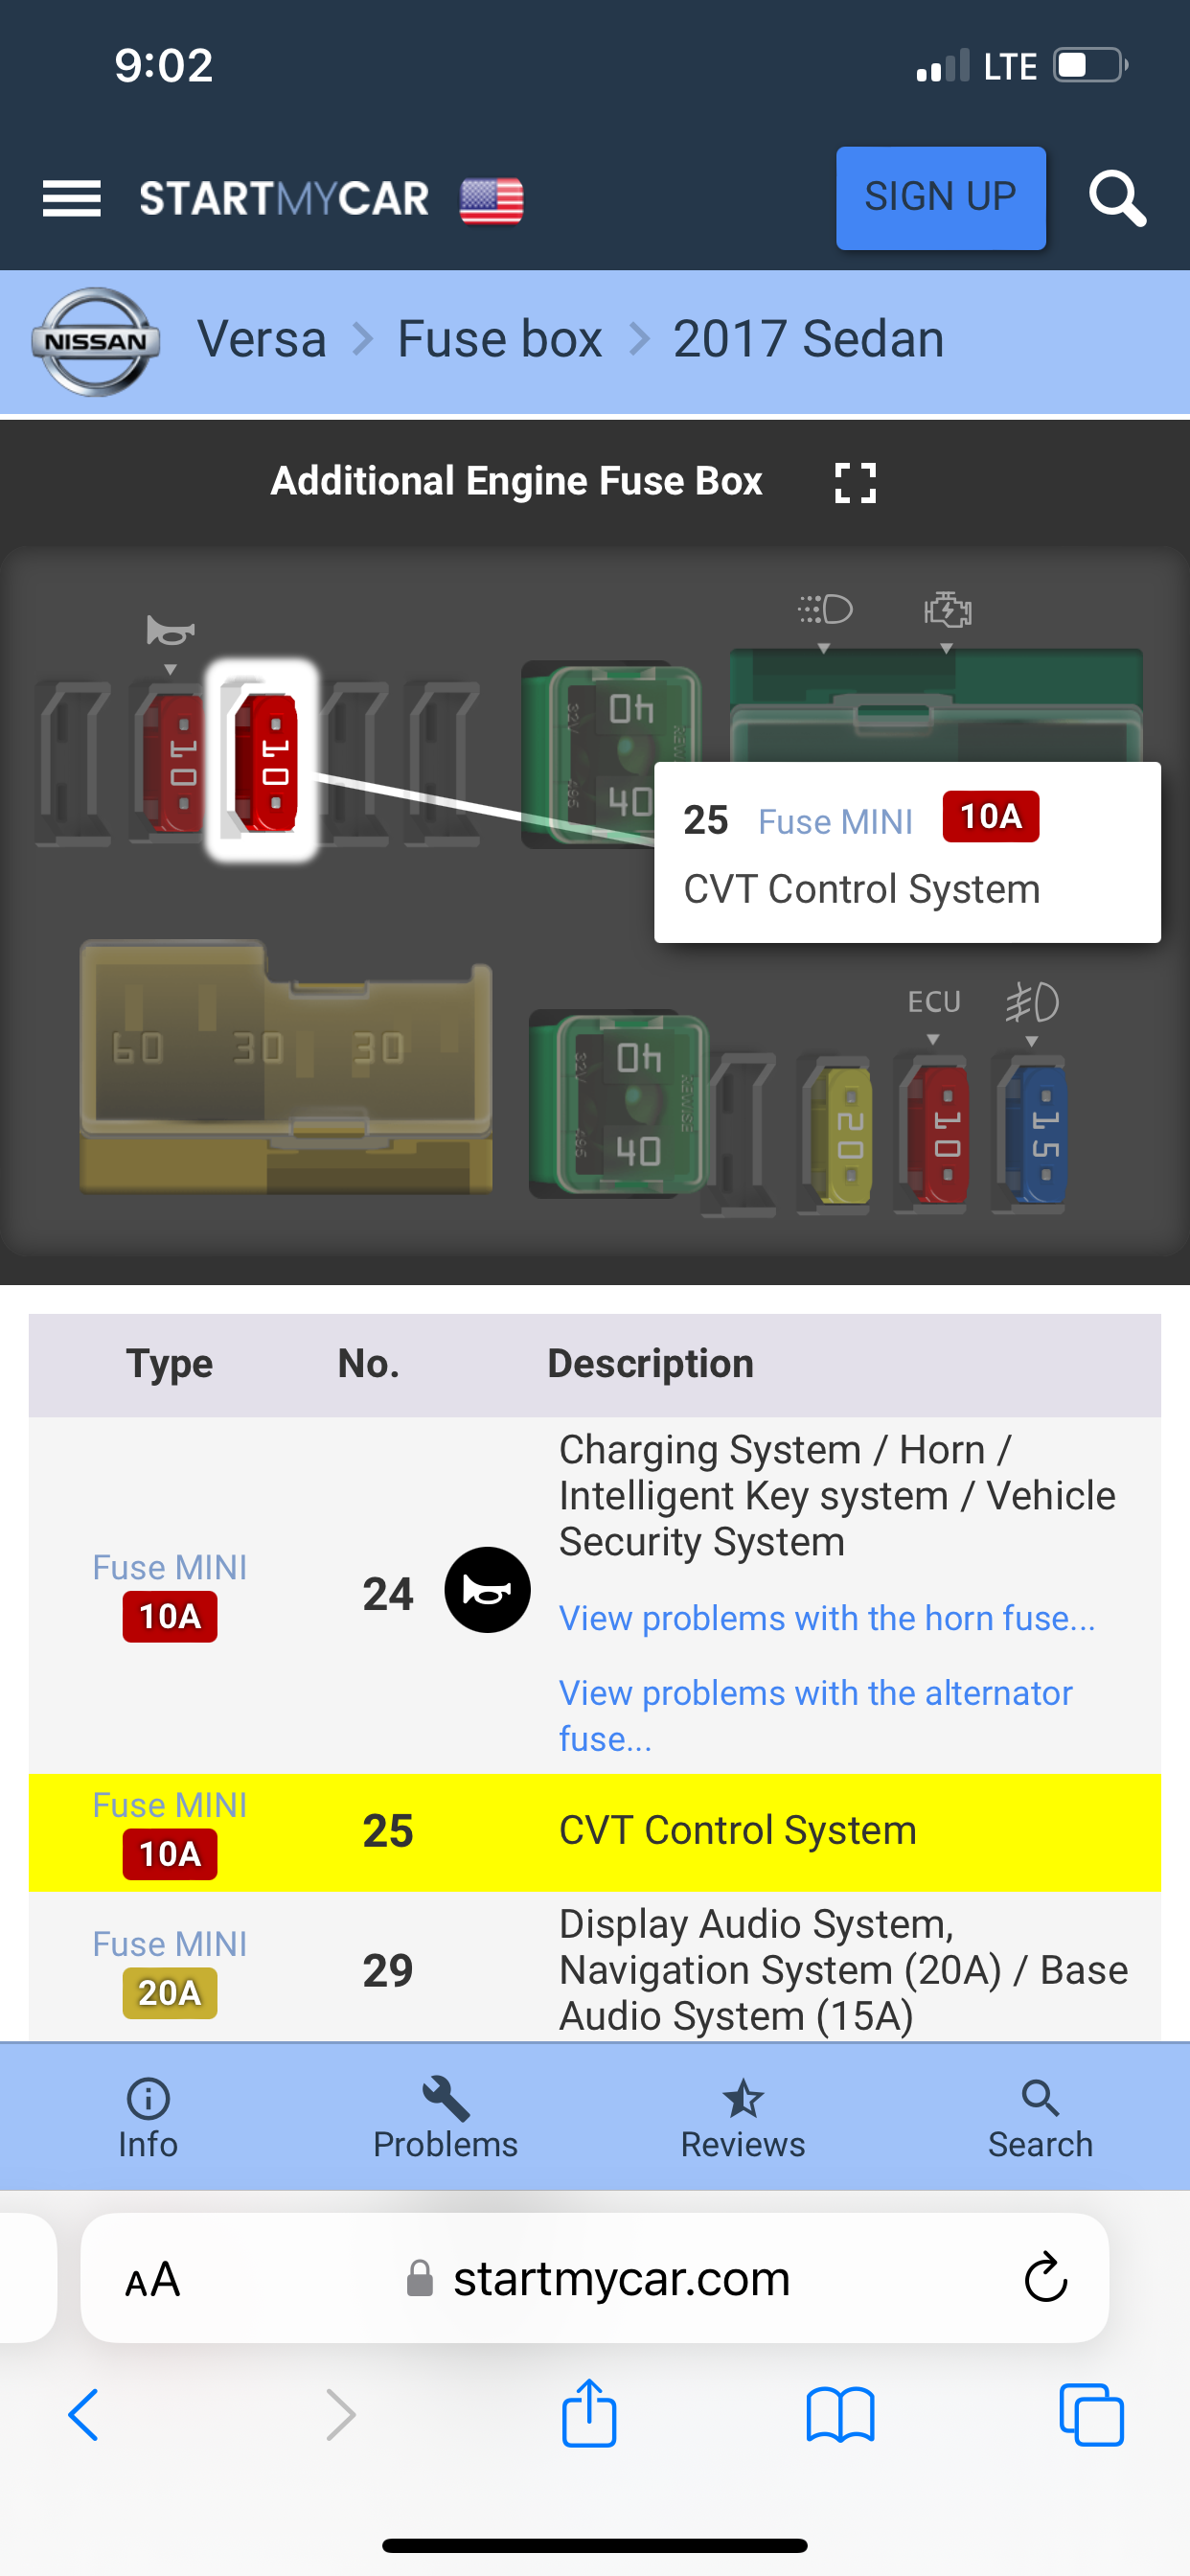 9:02 LTE
STARTMYCAR SIGN UP
NISSAN Versa > Fuse box > 2017 Sedan
Additional Engine Fuse Box
10 10 40 40
32V
25 Fuse MINI 10A
CVT Control System
60 30 30
40 40
32V
ECU
20 10 15
Type No. Description
Fuse MINI
10A
24
Charging System / Horn /
Intelligent Key system / Vehicle
Security System
View problems with the horn fuse...
View problems with the alternator
fuse...
Fuse MINI
10A
25
CVT Control System
Fuse MINI
20A
29
Display Audio System,
Navigation System (20A) / Base
Audio System (15A)
Info Problems Reviews Search
AA startmycar.com